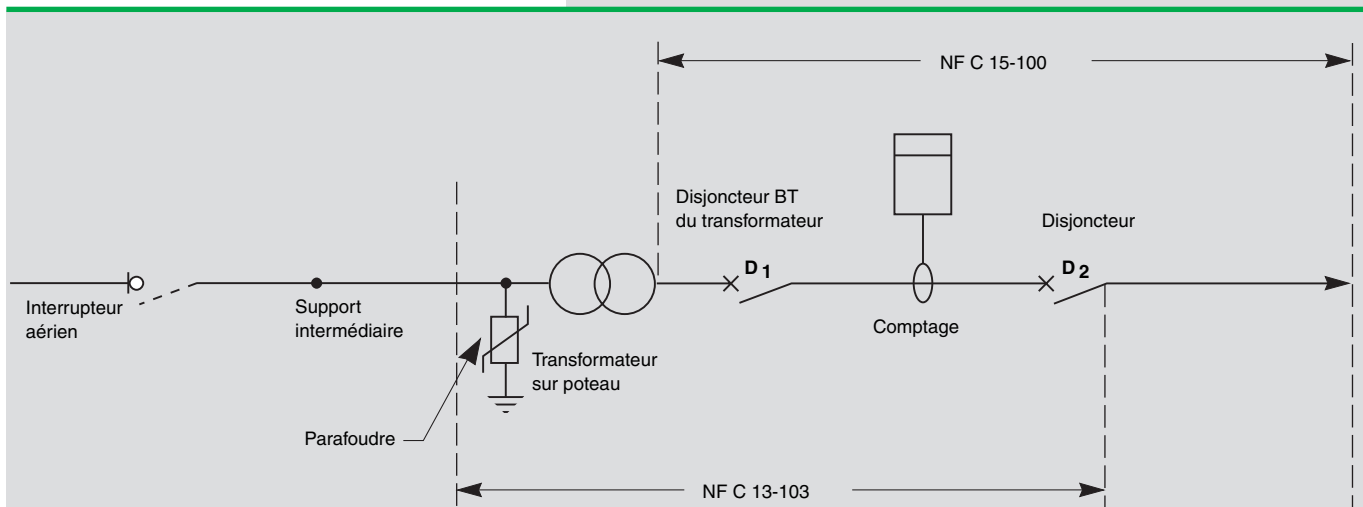 NF C 15-100
Disjoncteur BT
du transformateur
Disjoncteur
D1
D2
Interrupteur
aérien
Support
intermédiaire
Comptage
Transformateur
sur poteau
Parafoudre
NF C 13-103